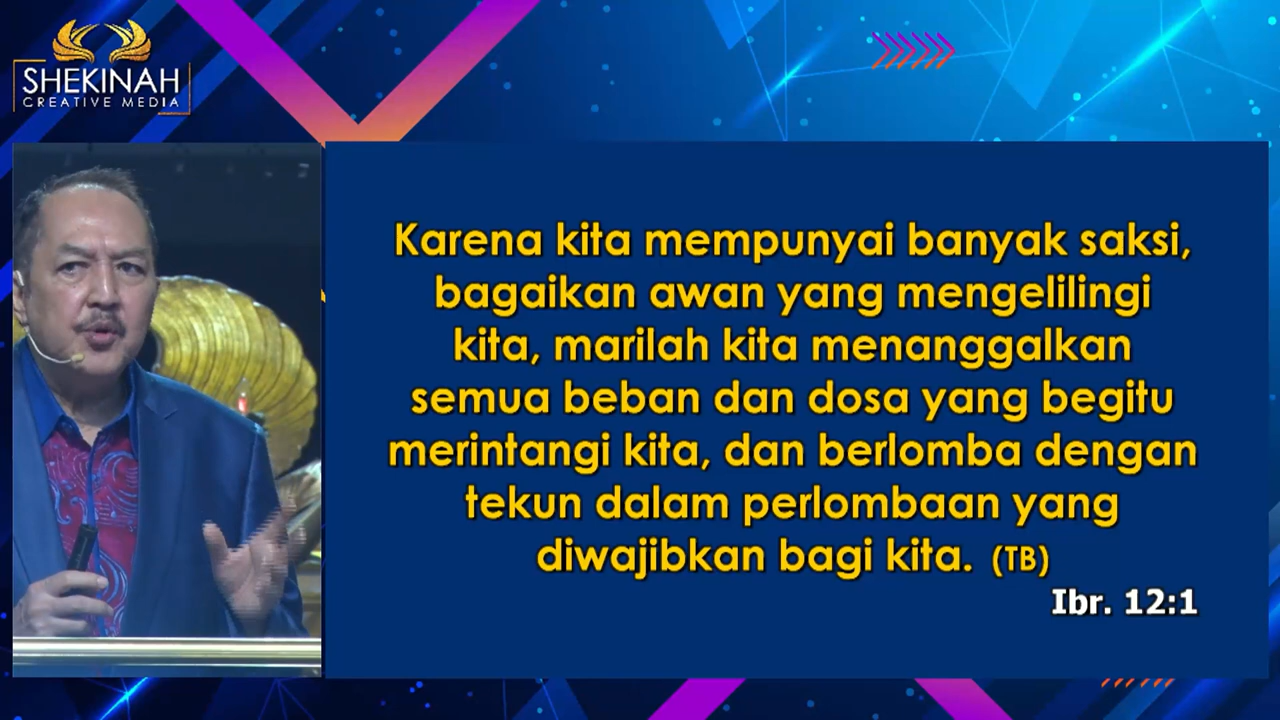 SHEKINAH
CREATIVE MEDIA
Karena kita mempunyai banyak saksi,
bagaikan awan yang mengelilingi
kita, marilah kita menanggalkan
semua beban dan dosa yang begitu
merintangi kita, dan berlomba dengan
tekun dalam perlombaan yang
diwajibkan bagi kita. (TB)
Ibr. 12:1